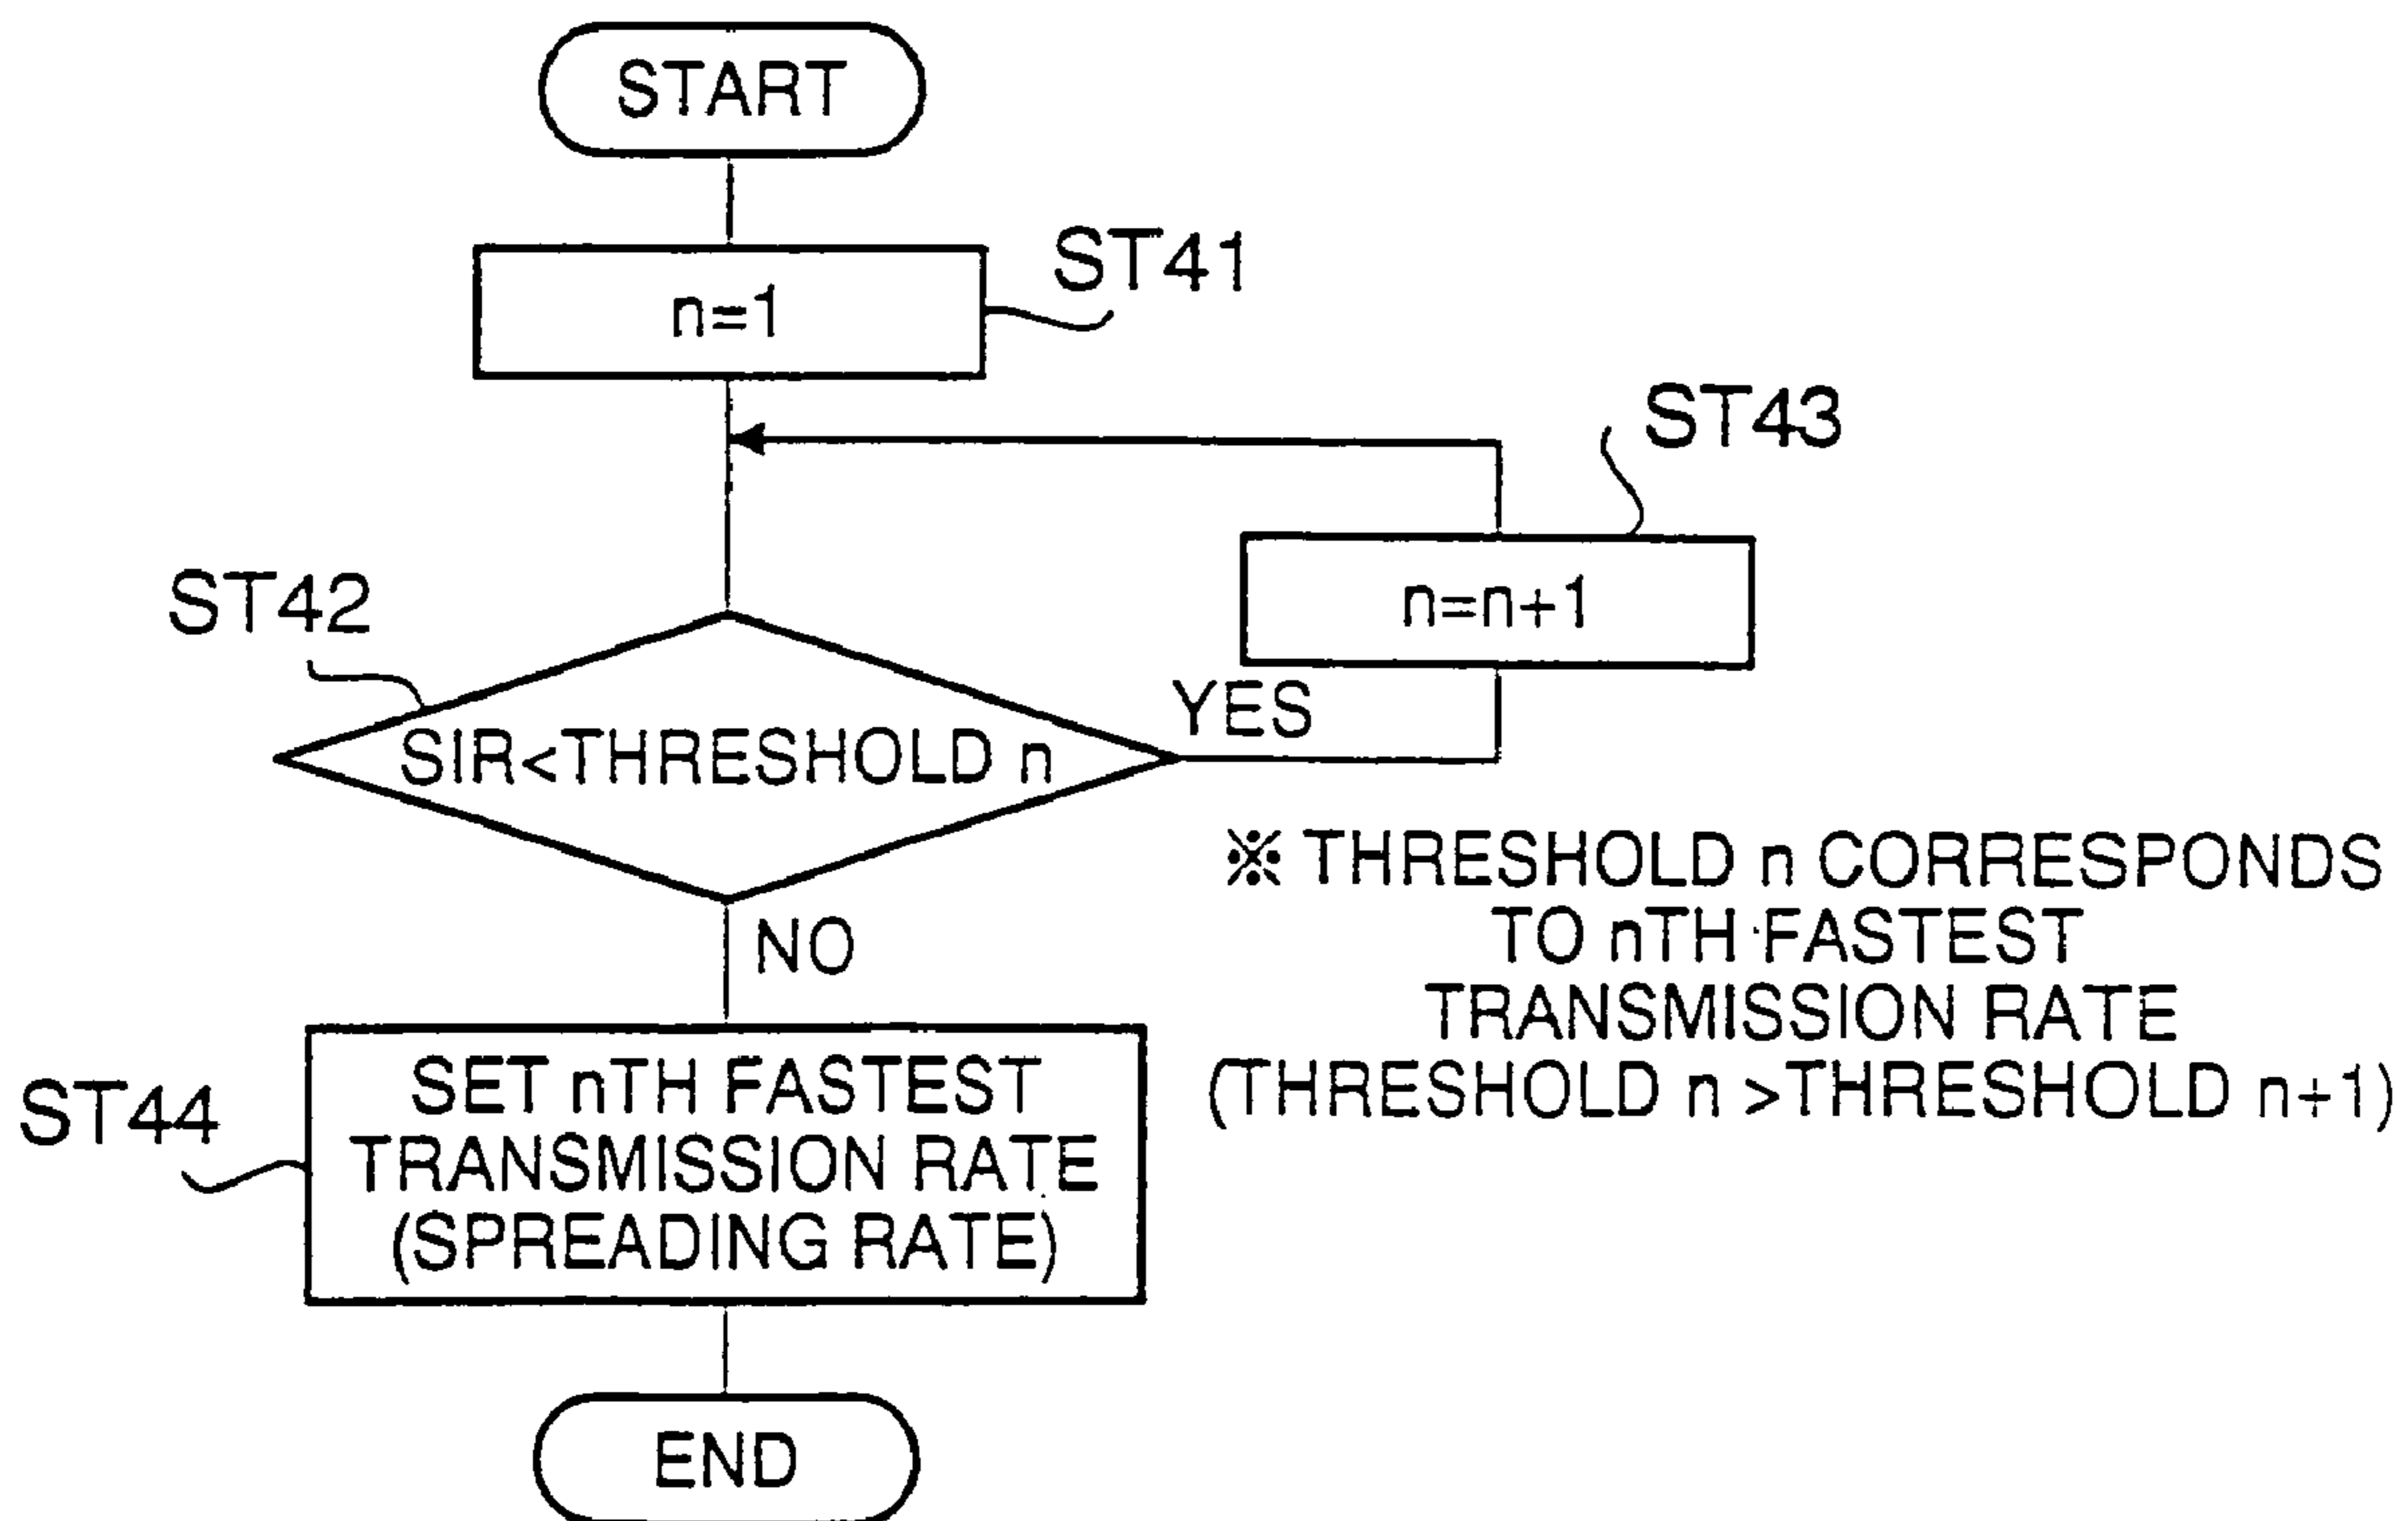 START
n=1
ST41
ST43
n=n+1
ST42
SIR<THRESHOLD n
YES
NO
※ THRESHOLD n CORRESPONDS
TO nTH FASTEST
TRANSMISSION RATE
(THRESHOLD n >THRESHOLD n+1)
ST44
SET nTH FASTEST
TRANSMISSION RATE
(SPREADING RATE)
END